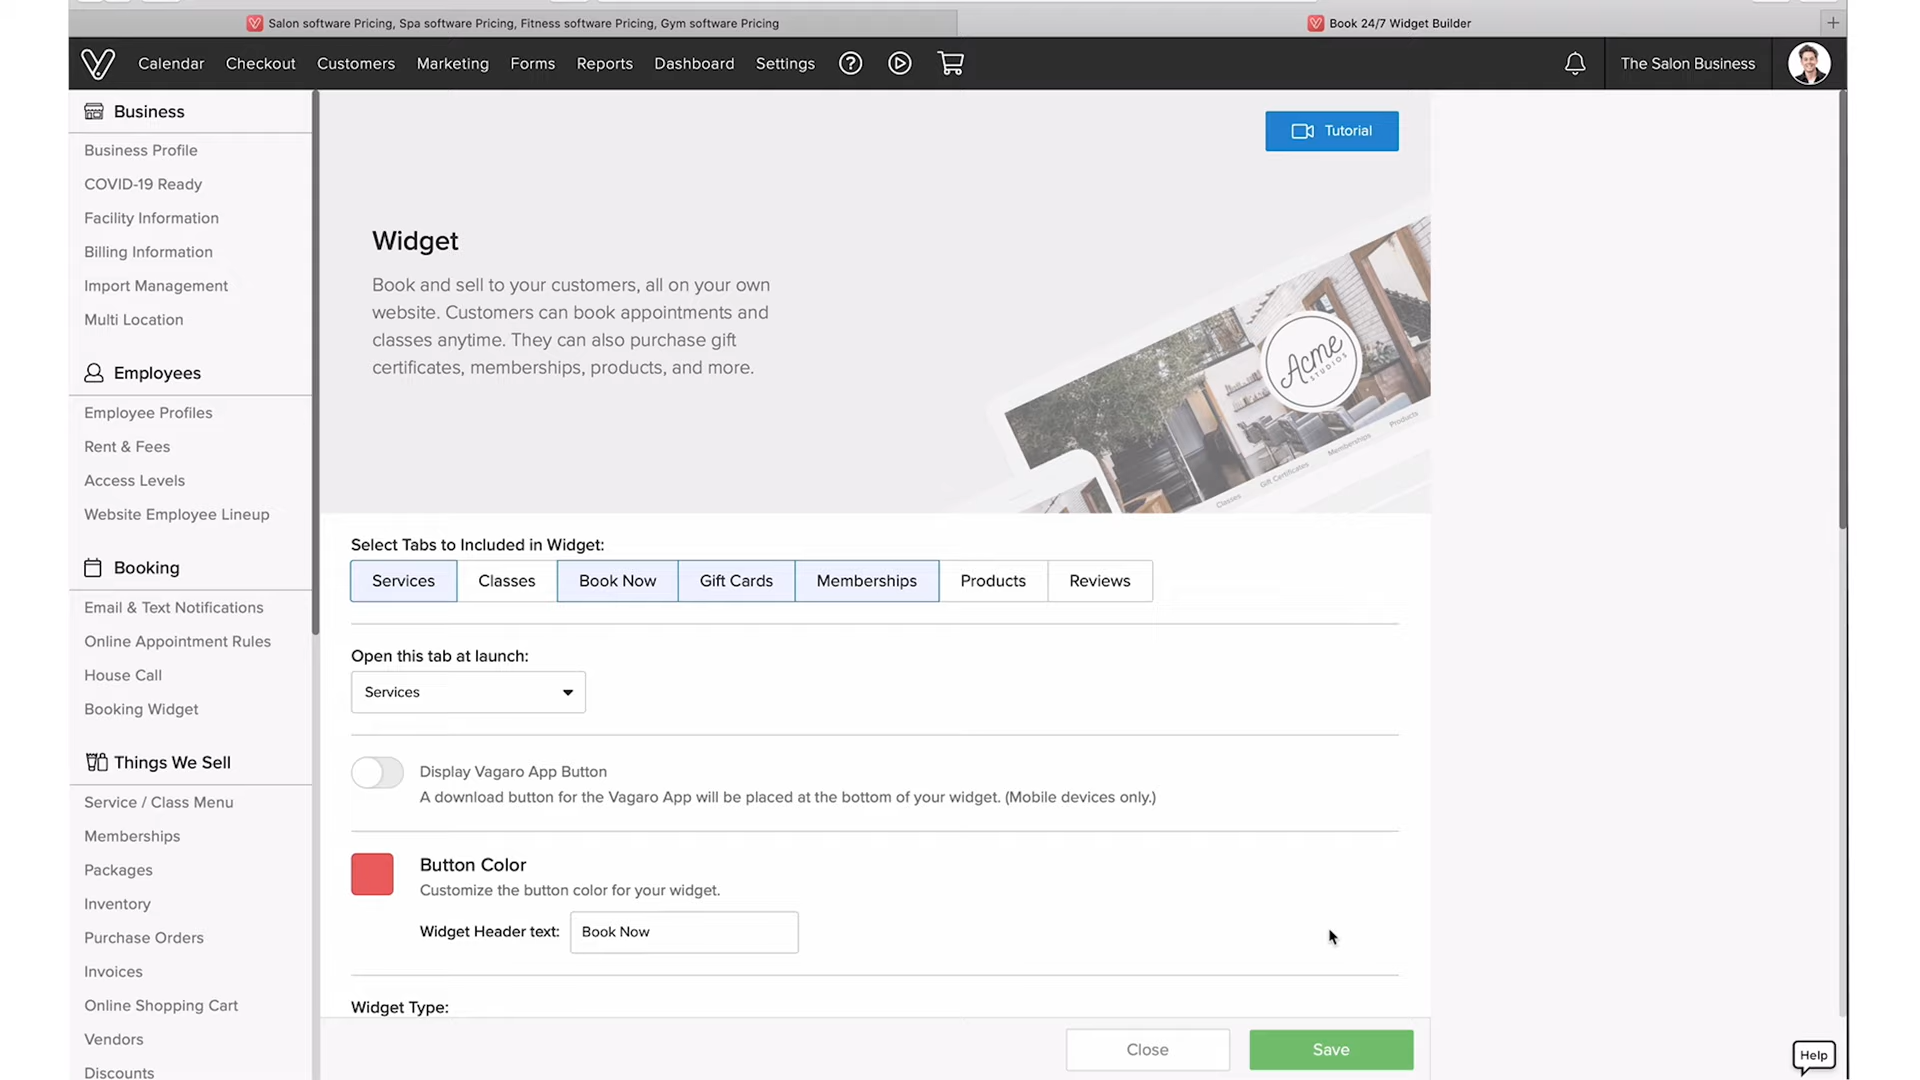 Salon software Pricing, Spa software Pricing, Fitness software Pricing, Gym software Pricing
Book 24/7 Widget Builder
Calendar Checkout Customers Marketing Forms Reports Dashboard Settings
The Salon Business
Business
Business Profile
COVID-19 Ready
Facility Information
Billing Information
Import Management
Multi Location
Employees
Employee Profiles
Rent & Fees
Access Levels
Website Employee Lineup
Booking
Email & Text Notifications
Online Appointment Rules
House Call
Booking Widget
Things We Sell
Service / Class Menu
Memberships
Packages
Inventory
Purchase Orders
Invoices
Online Shopping Cart
Vendors
Discounts
Tutorial
Widget
Book and sell to your customers, all on your own
website. Customers can book appointments and
classes anytime. They can also purchase gift
certificates, memberships, products, and more.
Acme
STUDIOS
Classes Gift Certificates Memberships Products
Select Tabs to Included in Widget:
Services Classes Book Now Gift Cards Memberships Products Reviews
Open this tab at launch:
Services
Display Vagaro App Button
A download button for the Vagaro App will be placed at the bottom of your widget. (Mobile devices only.)
Button Color
Customize the button color for your widget.
Widget Header text: Book Now
Widget Type:
Close Save
Help